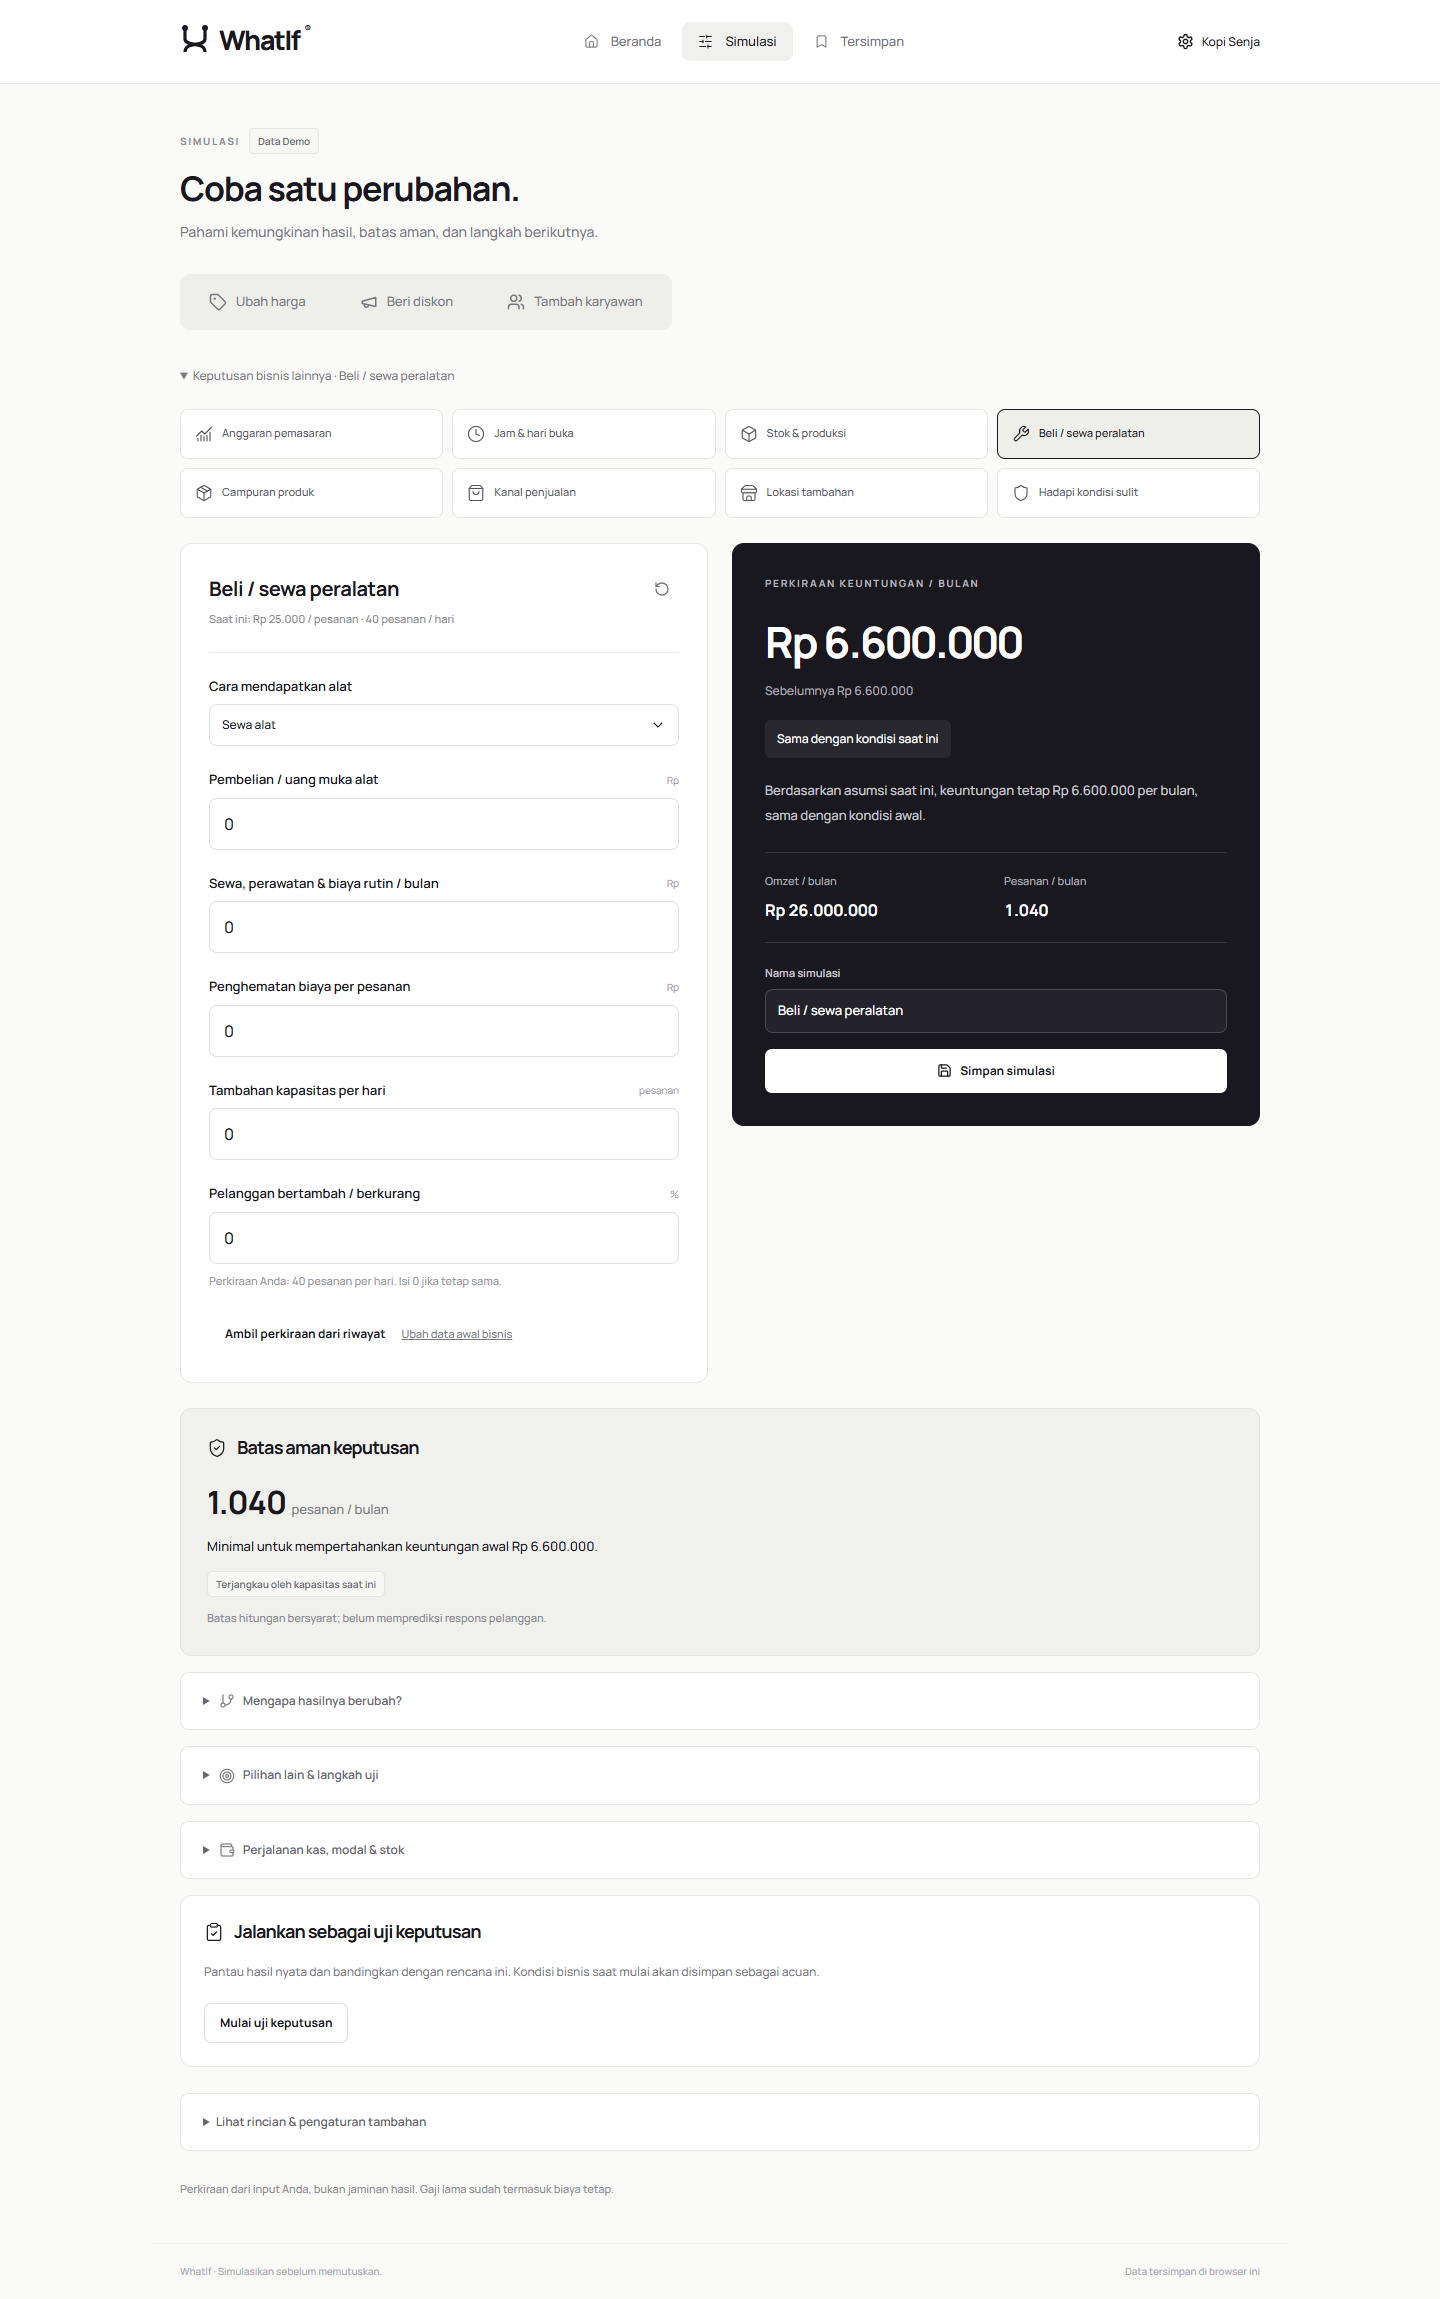 WhatIf
Beranda
Simulasi
Tersimpan
Kopi Senja
SIMULASI
Data Demo
Coba satu perubahan.
Pahami kemungkinan hasil, batas aman, dan langkah berikutnya.
Ubah harga
Beri diskon
Tambah karyawan
▼ Keputusan bisnis lainnya · Beli / sewa peralatan
Anggaran pemasaran
Jam & hari buka
Stok & produksi
Beli / sewa peralatan
Campuran produk
Kanal penjualan
Lokasi tambahan
Hadapi kondisi sulit
Beli / sewa peralatan
Saat ini: Rp 25.000 / pesanan · 40 pesanan / hari
Cara mendapatkan alat
Sewa alat
Pembelian / uang muka alat
Rp
0
Sewa, perawatan & biaya rutin / bulan
Rp
0
Penghematan biaya per pesanan
Rp
0
Tambahan kapasitas per hari
pesanan
0
Pelanggan bertambah / berkurang
%
0
Perkiraan Anda: 40 pesanan per hari. Isi 0 jika tetap sama.
Ambil perkiraan dari riwayat
Ubah data awal bisnis
PERKIRAAN KEUNTUNGAN / BULAN
Rp 6.600.000
Sebelumnya Rp 6.600.000
Sama dengan kondisi saat ini
Berdasarkan asumsi saat ini, keuntungan tetap Rp 6.600.000 per bulan,
sama dengan kondisi awal.
Omzet / bulan
Rp 26.000.000
Pesanan / bulan
1.040
Nama simulasi
Beli / sewa peralatan
Simpan simulasi
Batas aman keputusan
1.040 pesanan / bulan
Minimal untuk mempertahankan keuntungan awal Rp 6.600.000.
Terjangkau oleh kapasitas saat ini
Batas hitungan bersyarat; belum memprediksi respons pelanggan.
▶ Mengapa hasilnya berubah?
▶ Pilihan lain & langkah uji
▶ Perjalanan kas, modal & stok
Jalankan sebagai uji keputusan
Pantau hasil nyata dan bandingkan dengan rencana ini. Kondisi bisnis saat mulai akan disimpan sebagai acuan.
Mulai uji keputusan
▶ Lihat rincian & pengaturan tambahan
Perkiraan dari input Anda, bukan jaminan hasil. Gaji lama sudah termasuk biaya tetap.
WhatIf · Simulasikan sebelum memutuskan.
Data tersimpan di browser ini